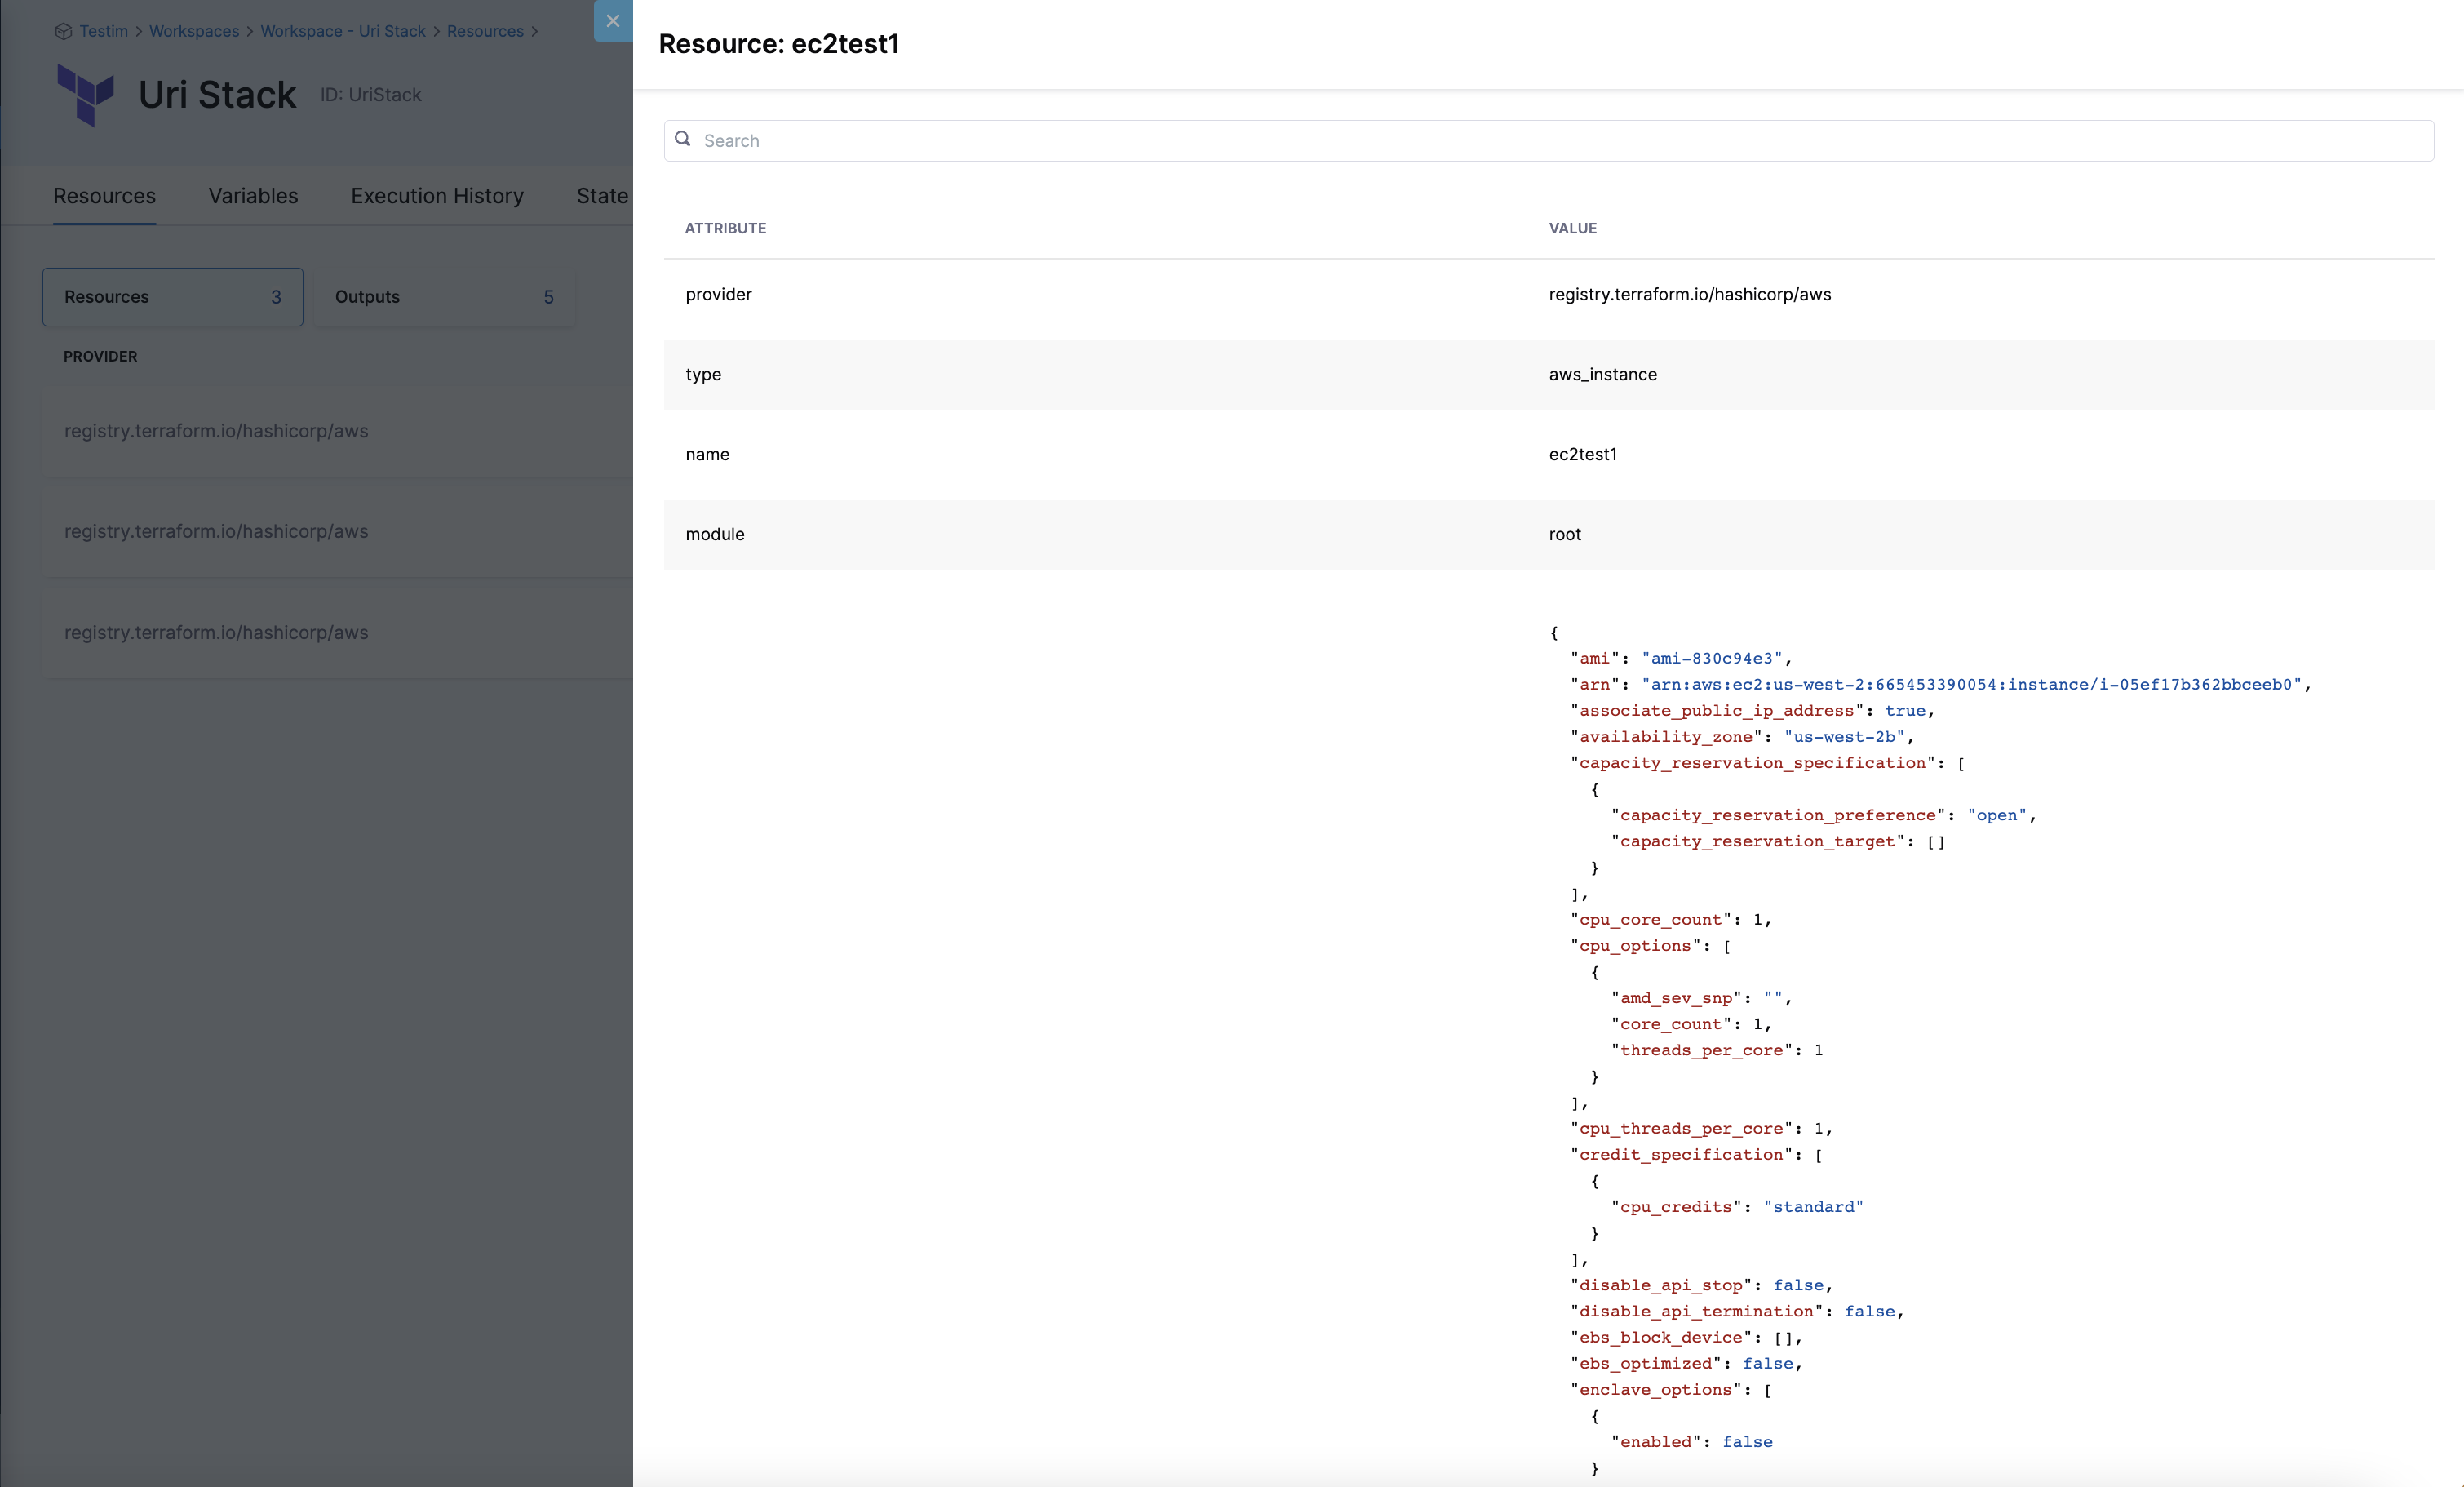 Testim > Workspaces > Workspace - Uri Stack > Resources >
Uri Stack ID: UriStack
Resources Variables Execution History State
Resources 3 Outputs 5
PROVIDER
registry.terraform.io/hashicorp/aws
registry.terraform.io/hashicorp/aws
registry.terraform.io/hashicorp/aws
Resource: ec2test1
Search
ATTRIBUTE VALUE
provider registry.terraform.io/hashicorp/aws
type aws_instance
name ec2test1
module root
{
"ami": "ami-830c94e3",
"arn": "arn:aws:ec2:us-west-2:665453390054:instance/i-05ef17b362bbceeb0",
"associate_public_ip_address": true,
"availability_zone": "us-west-2b",
"capacity_reservation_specification": [
{
"capacity_reservation_preference": "open",
"capacity_reservation_target": []
}
],
"cpu_core_count": 1,
"cpu_options": [
{
"amd_sev_snp": "",
"core_count": 1,
"threads_per_core": 1
}
],
"cpu_threads_per_core": 1,
"credit_specification": [
{
"cpu_credits": "standard"
}
],
"disable_api_stop": false,
"disable_api_termination": false,
"ebs_block_device": [],
"ebs_optimized": false,
"enclave_options": [
{
"enabled": false
}